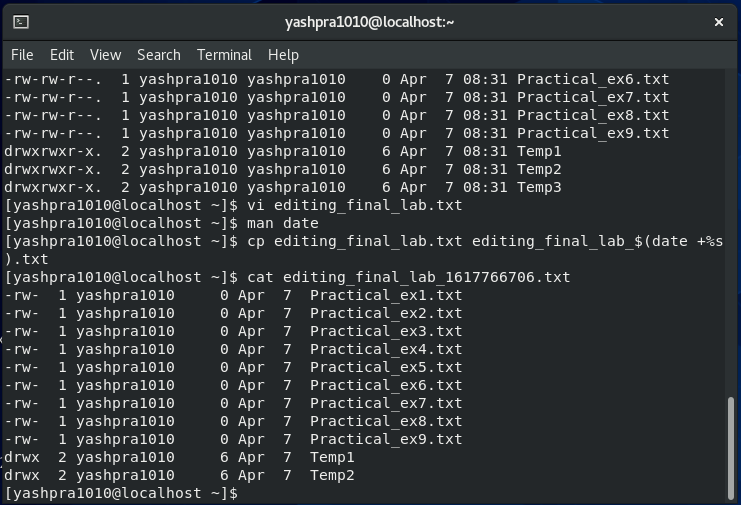 yashpra1010@localhost:~
File Edit View Search Terminal Help
-rw-rw-r--.  1 yashpra1010 yashpra1010    0 Apr  7 08:31 Practical_ex6.txt
-rw-rw-r--.  1 yashpra1010 yashpra1010    0 Apr  7 08:31 Practical_ex7.txt
-rw-rw-r--.  1 yashpra1010 yashpra1010    0 Apr  7 08:31 Practical_ex8.txt
-rw-rw-r--.  1 yashpra1010 yashpra1010    0 Apr  7 08:31 Practical_ex9.txt
drwxrwxr-x.  2 yashpra1010 yashpra1010    6 Apr  7 08:31 Temp1
drwxrwxr-x.  2 yashpra1010 yashpra1010    6 Apr  7 08:31 Temp2
drwxrwxr-x.  2 yashpra1010 yashpra1010    6 Apr  7 08:31 Temp3
[yashpra1010@localhost ~]$ vi editing_final_lab.txt
[yashpra1010@localhost ~]$ man date
[yashpra1010@localhost ~]$ cp editing_final_lab.txt editing_final_lab_$(date +%s
).txt
[yashpra1010@localhost ~]$ cat editing_final_lab_1617766706.txt
-rw-  1 yashpra1010     0 Apr  7  Practical_ex1.txt
-rw-  1 yashpra1010     0 Apr  7  Practical_ex2.txt
-rw-  1 yashpra1010     0 Apr  7  Practical_ex3.txt
-rw-  1 yashpra1010     0 Apr  7  Practical_ex4.txt
-rw-  1 yashpra1010     0 Apr  7  Practical_ex5.txt
-rw-  1 yashpra1010     0 Apr  7  Practical_ex6.txt
-rw-  1 yashpra1010     0 Apr  7  Practical_ex7.txt
-rw-  1 yashpra1010     0 Apr  7  Practical_ex8.txt
-rw-  1 yashpra1010     0 Apr  7  Practical_ex9.txt
drwx  2 yashpra1010     6 Apr  7  Temp1
drwx  2 yashpra1010     6 Apr  7  Temp2
[yashpra1010@localhost ~]$